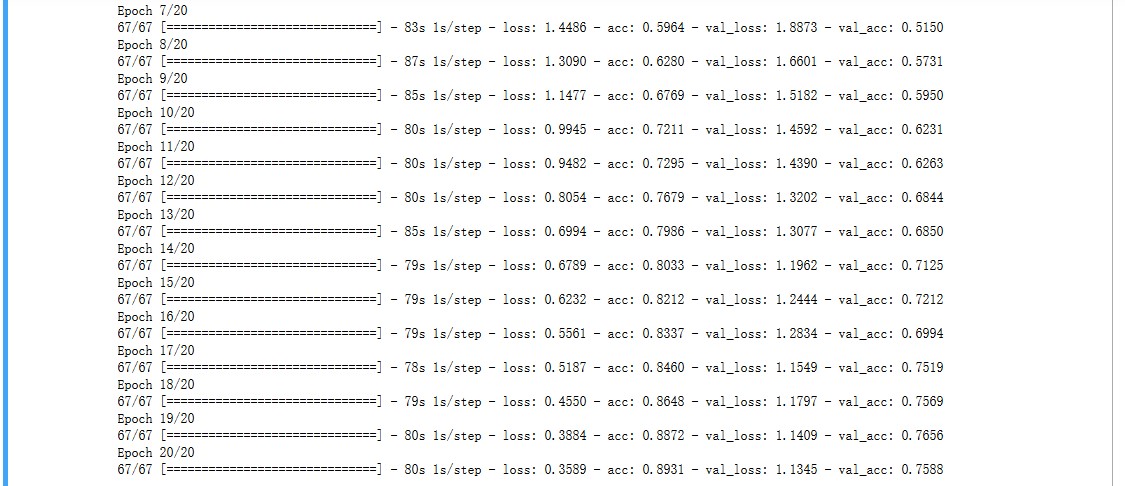 Epoch 7/20
67/67 [==============================] - 83s 1s/step - loss: 1.4486 - acc: 0.5964 - val_loss: 1.8873 - val_acc: 0.5150
Epoch 8/20
67/67 [==============================] - 87s 1s/step - loss: 1.3090 - acc: 0.6280 - val_loss: 1.6601 - val_acc: 0.5731
Epoch 9/20
67/67 [==============================] - 85s 1s/step - loss: 1.1477 - acc: 0.6769 - val_loss: 1.5182 - val_acc: 0.5950
Epoch 10/20
67/67 [==============================] - 80s 1s/step - loss: 0.9945 - acc: 0.7211 - val_loss: 1.4592 - val_acc: 0.6231
Epoch 11/20
67/67 [==============================] - 80s 1s/step - loss: 0.9482 - acc: 0.7295 - val_loss: 1.4390 - val_acc: 0.6263
Epoch 12/20
67/67 [==============================] - 80s 1s/step - loss: 0.8054 - acc: 0.7679 - val_loss: 1.3202 - val_acc: 0.6844
Epoch 13/20
67/67 [==============================] - 85s 1s/step - loss: 0.6994 - acc: 0.7986 - val_loss: 1.3077 - val_acc: 0.6850
Epoch 14/20
67/67 [==============================] - 79s 1s/step - loss: 0.6789 - acc: 0.8033 - val_loss: 1.1962 - val_acc: 0.7125
Epoch 15/20
67/67 [==============================] - 79s 1s/step - loss: 0.6232 - acc: 0.8212 - val_loss: 1.2444 - val_acc: 0.7212
Epoch 16/20
67/67 [==============================] - 79s 1s/step - loss: 0.5561 - acc: 0.8337 - val_loss: 1.2834 - val_acc: 0.6994
Epoch 17/20
67/67 [==============================] - 78s 1s/step - loss: 0.5187 - acc: 0.8460 - val_loss: 1.1549 - val_acc: 0.7519
Epoch 18/20
67/67 [==============================] - 79s 1s/step - loss: 0.4550 - acc: 0.8648 - val_loss: 1.1797 - val_acc: 0.7569
Epoch 19/20
67/67 [==============================] - 80s 1s/step - loss: 0.3884 - acc: 0.8872 - val_loss: 1.1409 - val_acc: 0.7656
Epoch 20/20
67/67 [==============================] - 80s 1s/step - loss: 0.3589 - acc: 0.8931 - val_loss: 1.1345 - val_acc: 0.7588